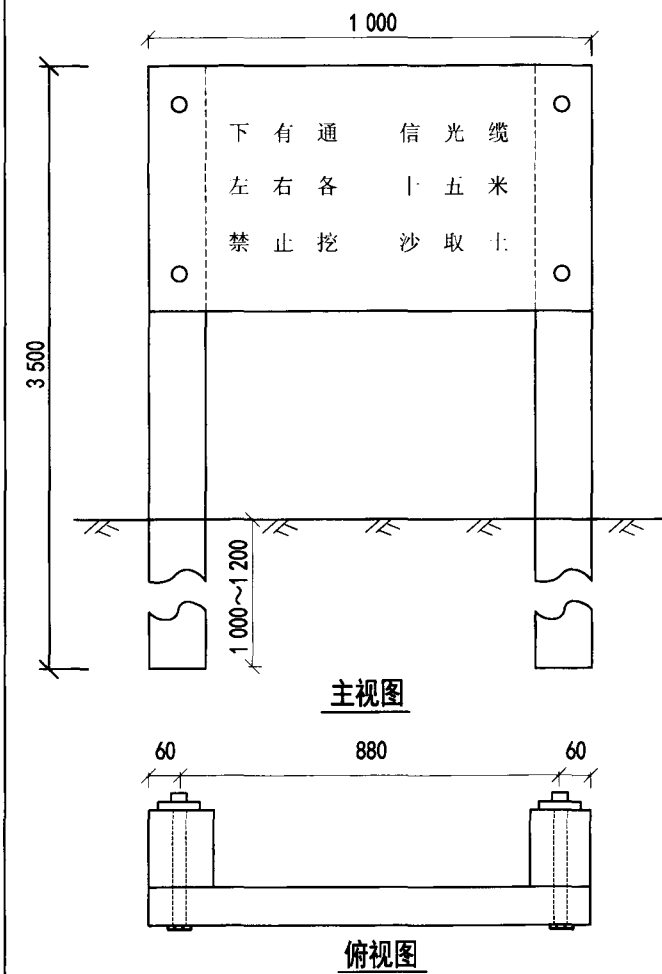 1 000
下有通 信光缆
左右各 十五米
禁止挖 沙取土
3 500
1 000～1 200
主视图
60 880 60
俯视图